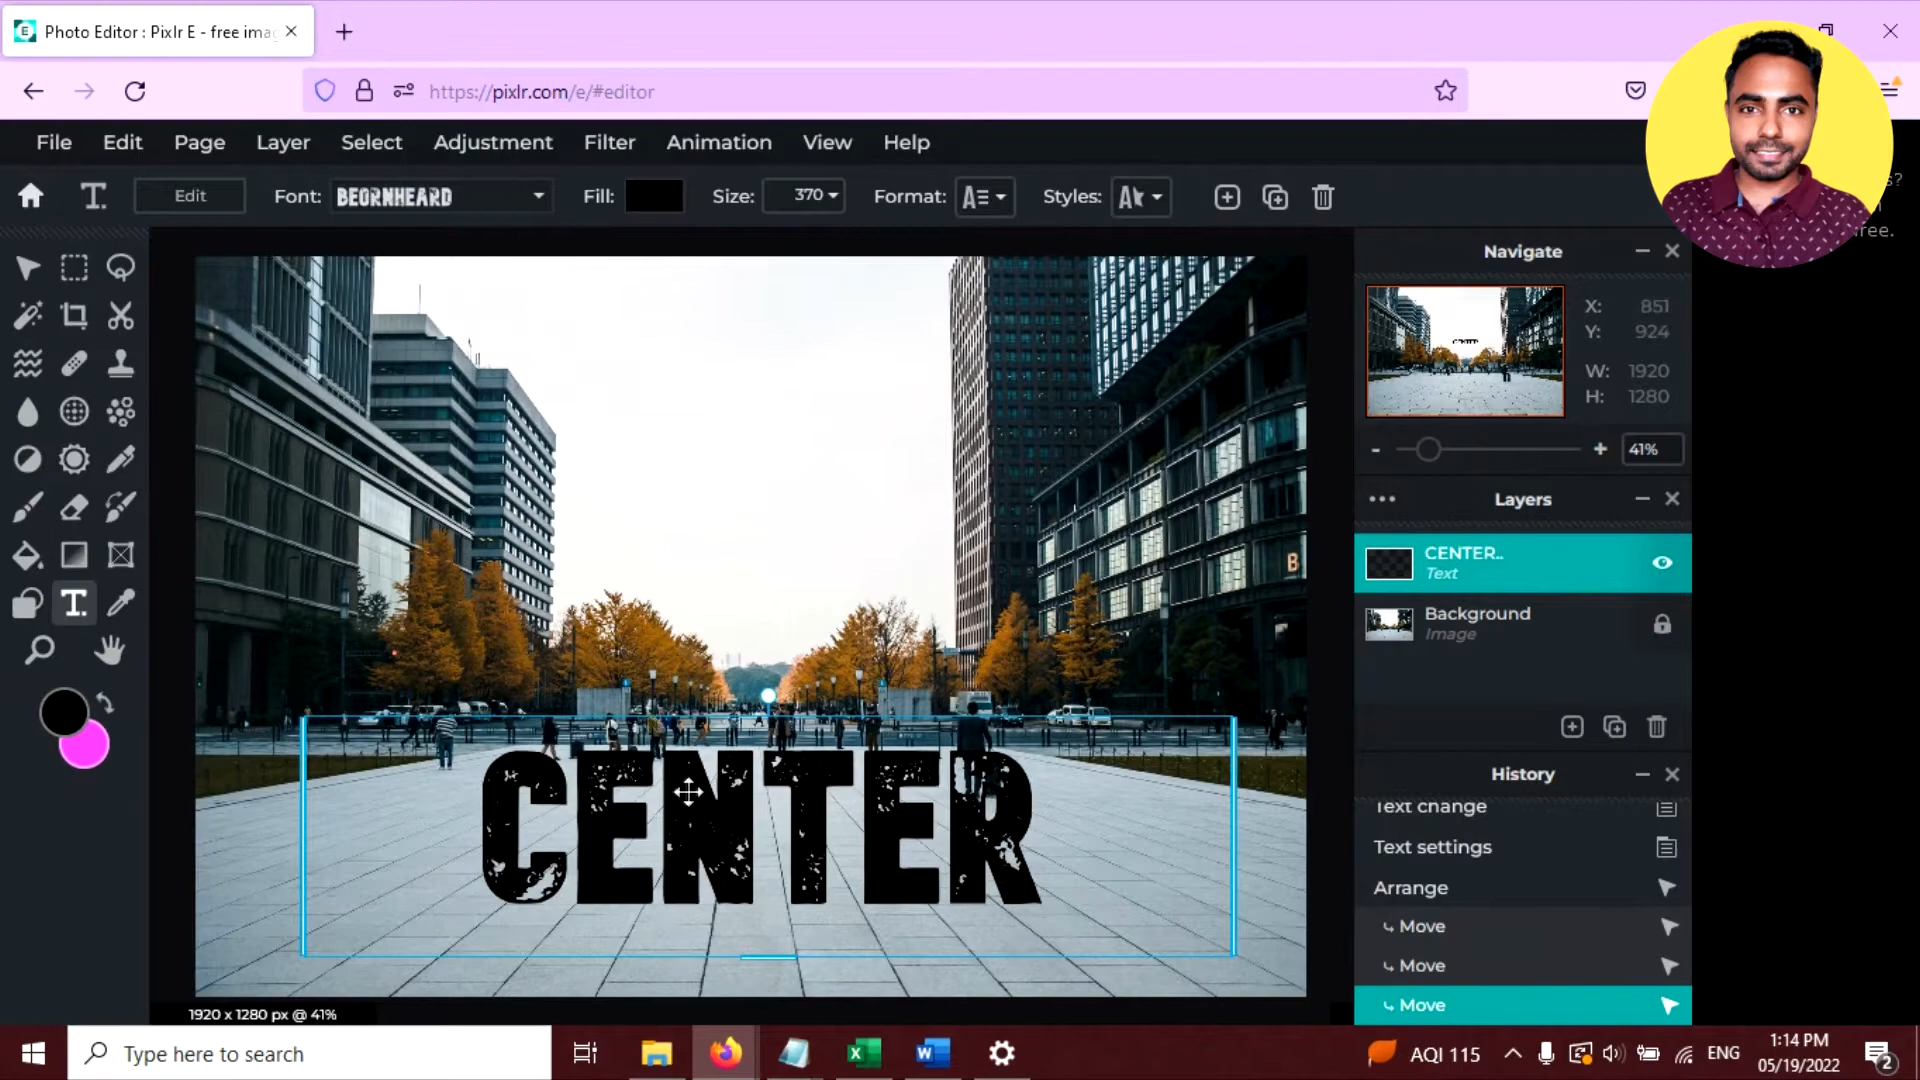 Photo Editor : Pixlr E - free imag
https://pixlr.com/e/#editor
File Edit Page Layer Select Adjustment Filter Animation View Help
Edit Font: BEORNHEARD Fill: Size: 370 Format: Styles:
ree.
Navigate
X: 851
Y: 924
W: 1920
H: 1280
- + 41%
Layers
CENTER..
Text
Background
Image
B
CENTER
History
Text change
Text settings
Arrange
Move
Move
Move
1920 x 1280 px @ 41%
Type here to search
AQI 115
ENG
1:14 PM
05/19/2022
2